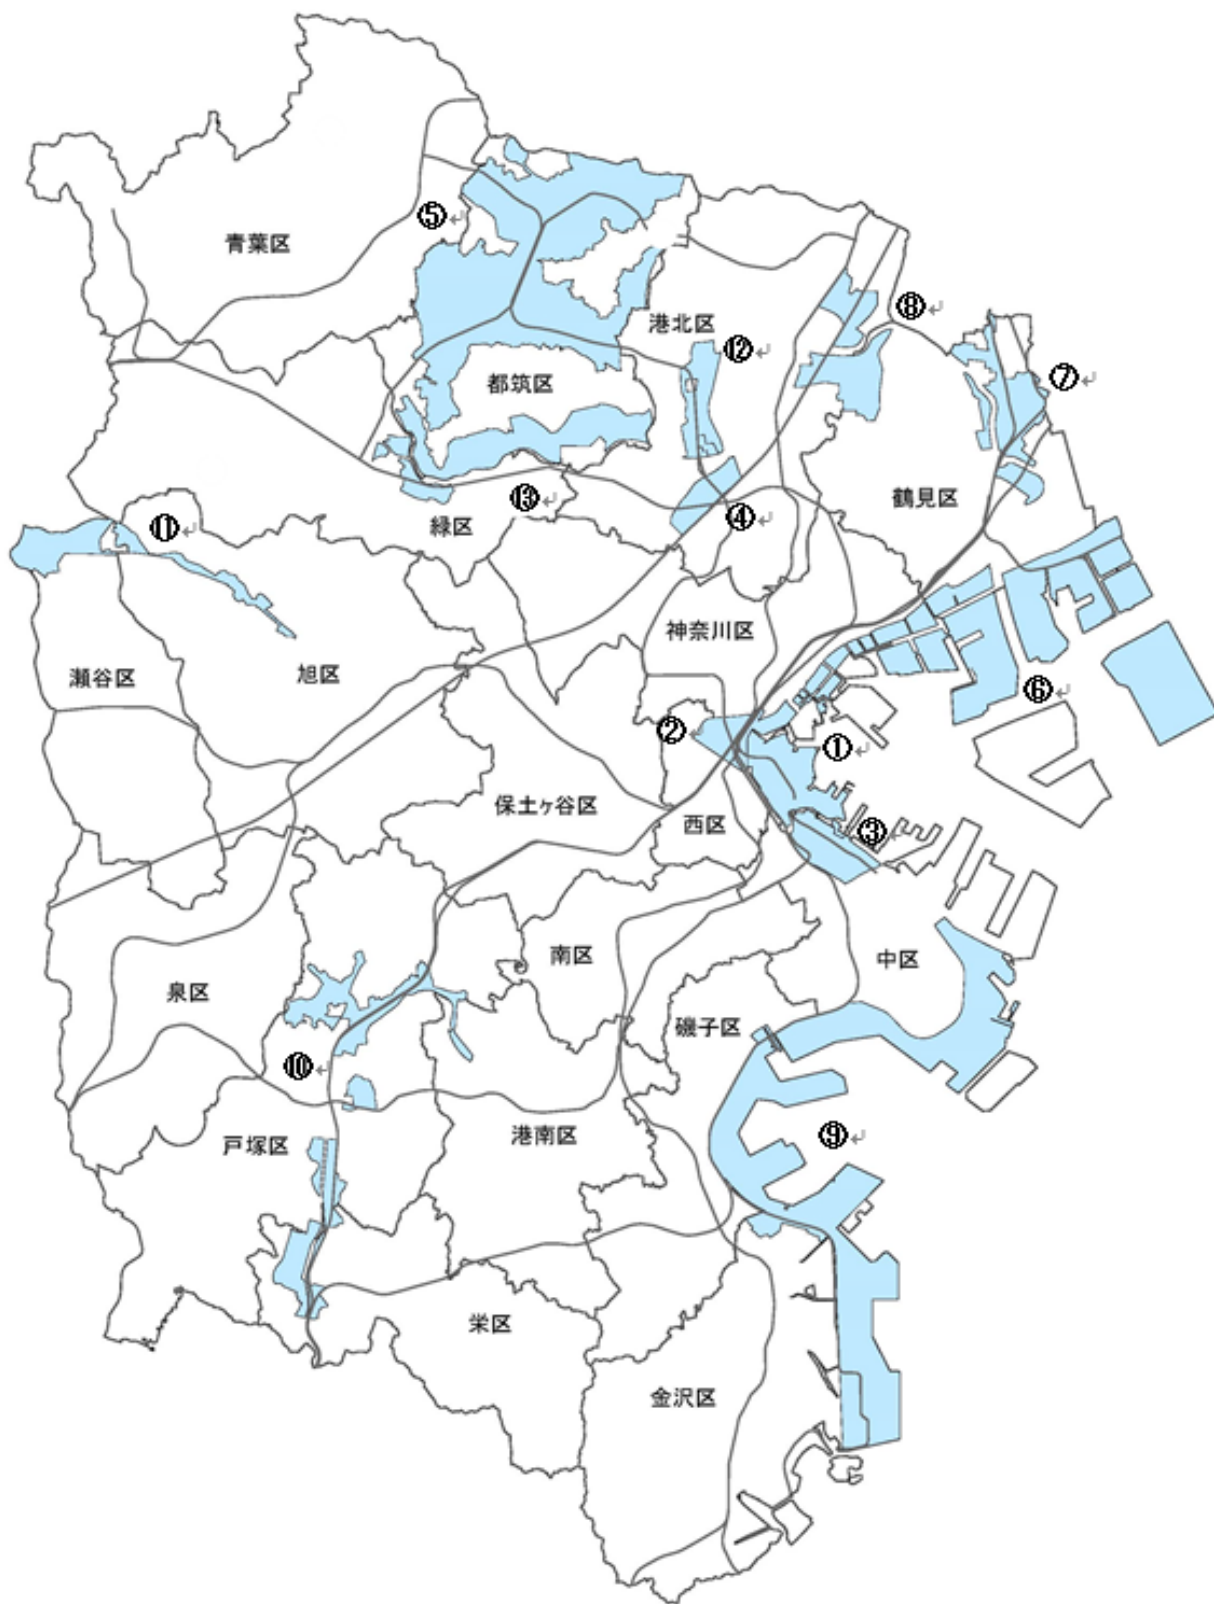 ⑤↵
青葉区
⑧↵
港北区
⑫↵
⑦↵
都筑区
⑬↵
鶴見区
④↵
⑪↵
緑区
神奈川区
瀬谷区
旭区
⑥↵
②↵
①↵
保土ヶ谷区
西区
③↵
南区
中区
泉区
磯子区
⑩↵
⑨↵
戸塚区
港南区
栄区
金沢区